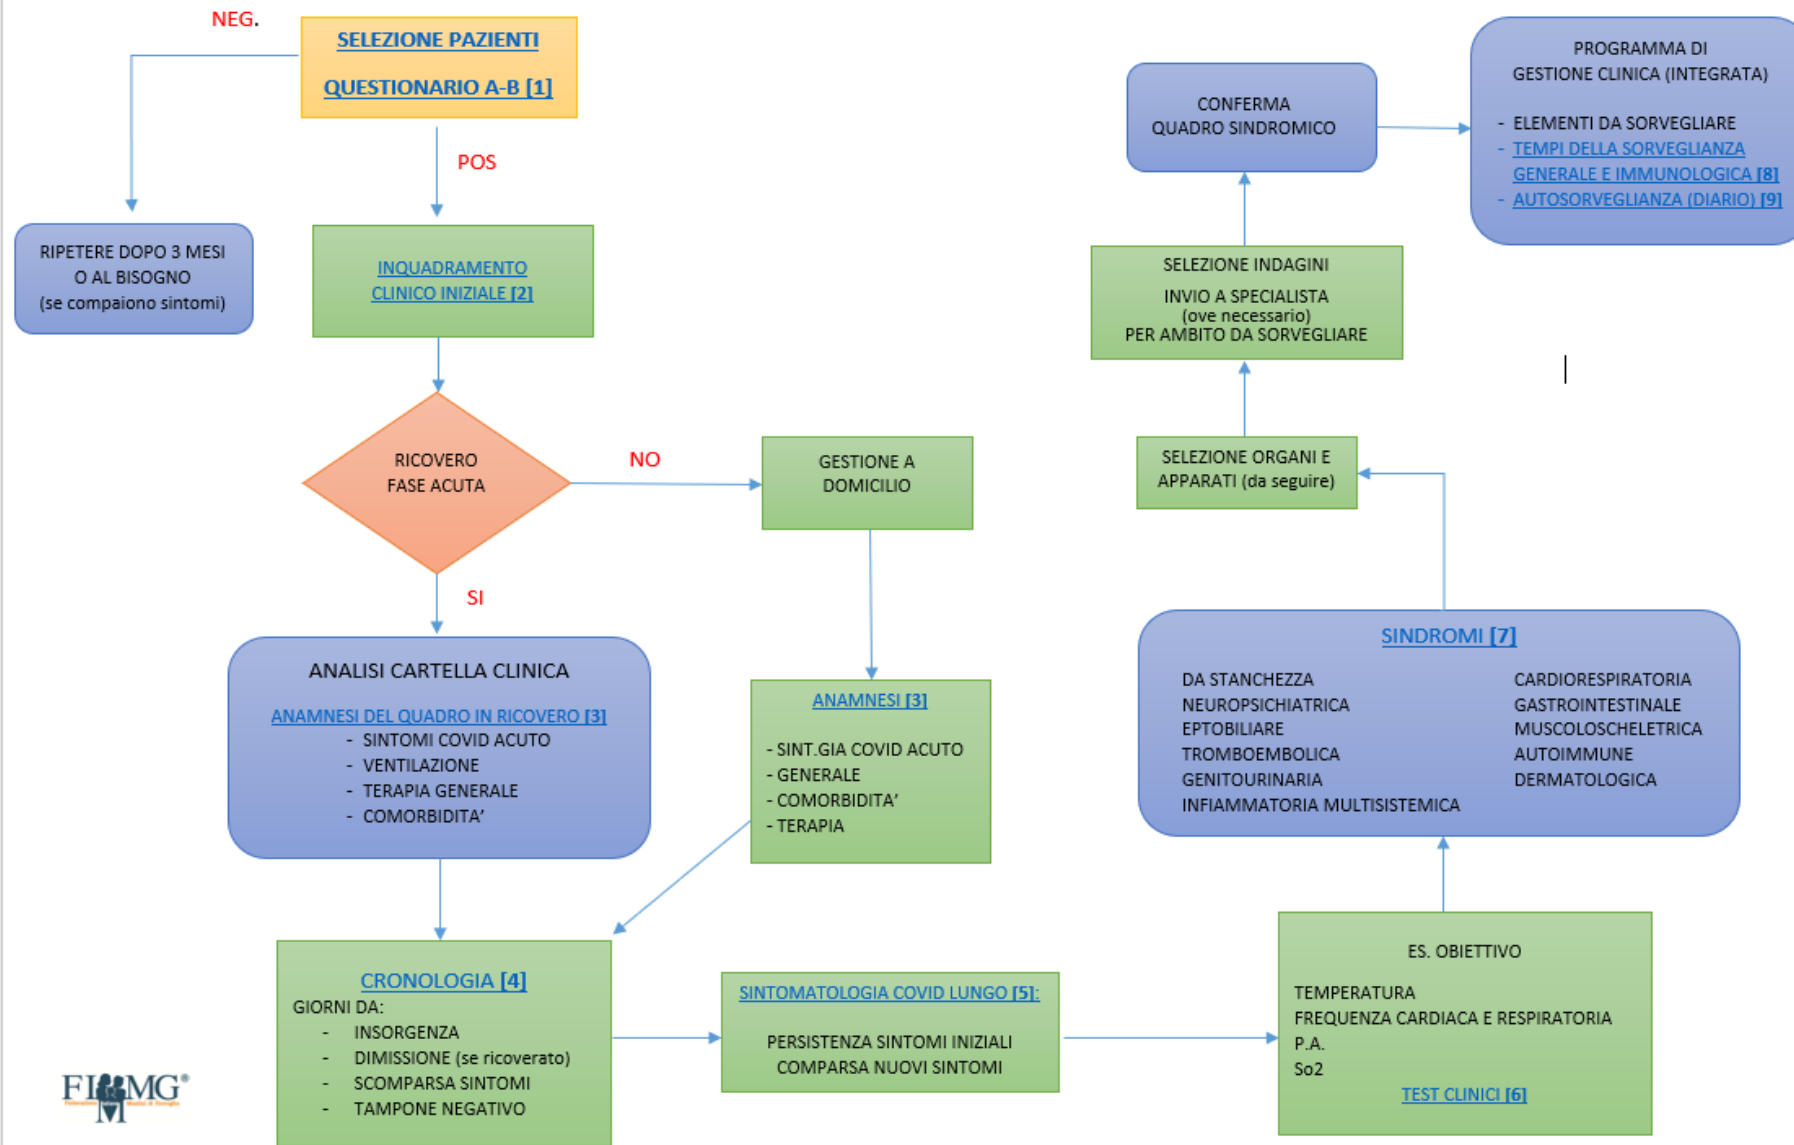 NEG.
SELEZIONE PAZIENTI
QUESTIONARIO A-B [1]
POS
RIPETERE DOPO 3 MESI
O AL BISOGNO
(se compaiono sintomi)
INQUADRAMENTO
CLINICO INIZIALE [2]
RICOVERO
FASE ACUTA
NO
GESTIONE A
DOMICILIO
SI
ANALISI CARTELLA CLINICA
ANAMNESI DEL QUADRO IN RICOVERO [3]
- SINTOMI COVID ACUTO
- VENTILAZIONE
- TERAPIA GENERALE
- COMORBIDITA’
ANAMNESI [3]
- SINT.GIA COVID ACUTO
- GENERALE
- COMORBIDITA’
- TERAPIA
CRONOLOGIA [4]
GIORNI DA:
- INSORGENZA
- DIMISSIONE (se ricoverato)
- SCOMPARSA SINTOMI
- TAMPONE NEGATIVO
SINTOMATOLOGIA COVID LUNGO [5]:
PERSISTENZA SINTOMI INIZIALI
COMPARSA NUOVI SINTOMI
ES. OBIETTIVO
TEMPERATURA
FREQUENZA CARDIACA E RESPIRATORIA
P.A.
So2
TEST CLINICI [6]
SINDROMI [7]
DA STANCHEZZA
NEUROPSICHIATRICA
EPTOBILIARE
TROMBOEMBOLICA
GENITOURINARIA
INFIAMMATORIA MULTISISTEMICA
CARDIORESPIRATORIA
GASTROINTESTINALE
MUSCOLOSCHELETRICA
AUTOIMMUNE
DERMATOLOGICA
SELEZIONE ORGANI E
APPARATI (da seguire)
SELEZIONE INDAGINI
INVIO A SPECIALISTA
(ove necessario)
PER AMBITO DA SORVEGLIARE
CONFERMA
QUADRO SINDROMICO
PROGRAMMA DI
GESTIONE CLINICA (INTEGRATA)
- ELEMENTI DA SORVEGLIARE
- TEMPI DELLA SORVEGLIANZA
GENERALE E IMMUNOLOGICA [8]
- AUTOSORVEGLIANZA (DIARIO) [9]
FIMMG®